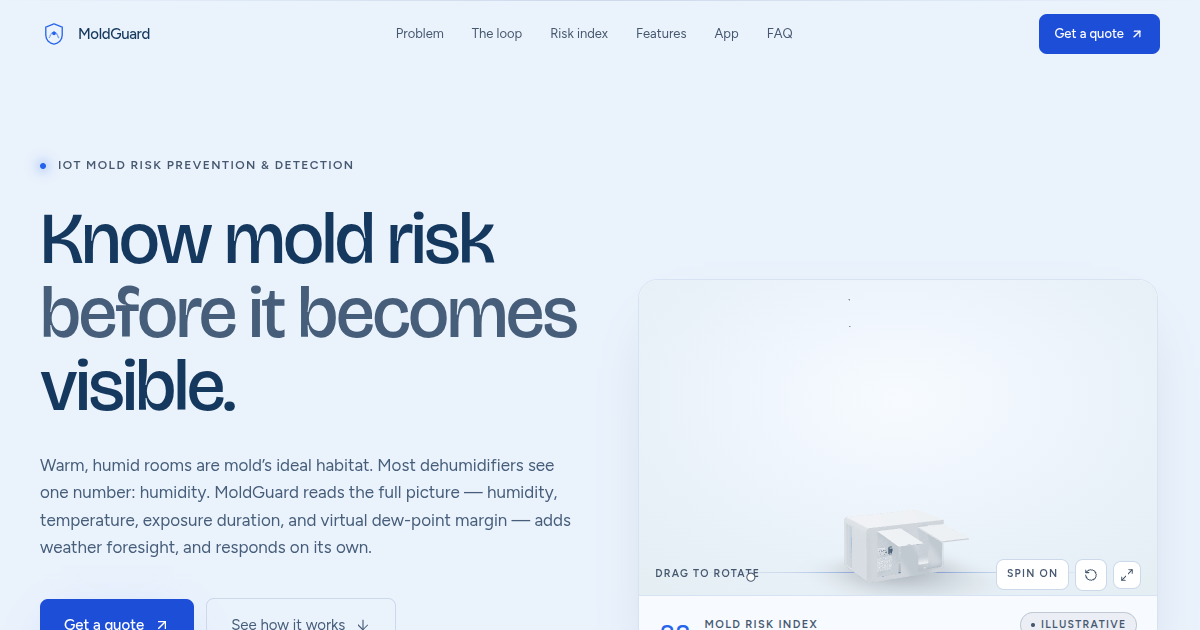 MoldGuard
Problem
The loop
Risk index
Features
App
FAQ
Get a quote
IOT MOLD RISK PREVENTION & DETECTION
Know mold risk
before it becomes
visible.
Warm, humid rooms are mold’s ideal habitat. Most dehumidifiers see
one number: humidity. MoldGuard reads the full picture — humidity,
temperature, exposure duration, and virtual dew-point margin — adds
weather foresight, and responds on its own.
Get a quote
See how it works
DRAG TO ROTATE
SPIN ON
MOLD RISK INDEX
ILLUSTRATIVE